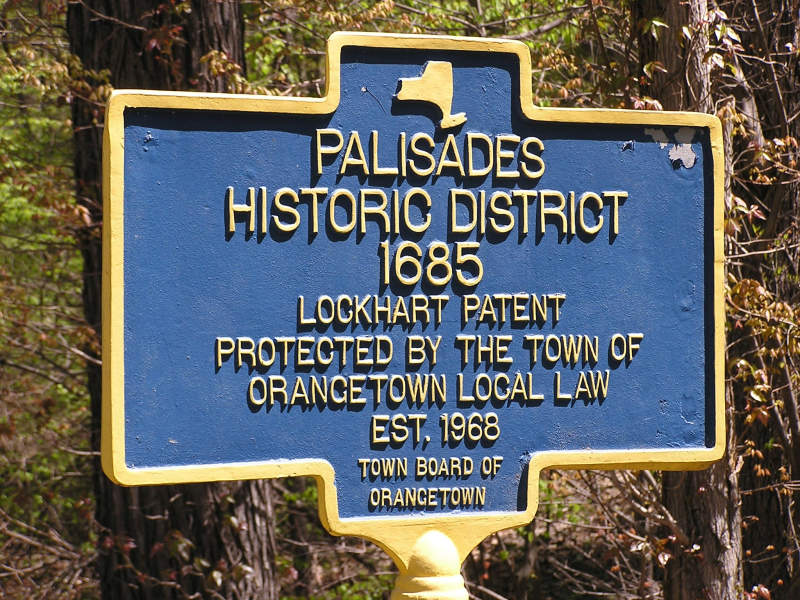 PALISADES
HISTORIC DISTRICT
1685
LOCKHART PATENT
PROTECTED BY THE TOWN OF
ORANGETOWN LOCAL LAW
EST. 1968
TOWN BOARD OF
ORANGETOWN